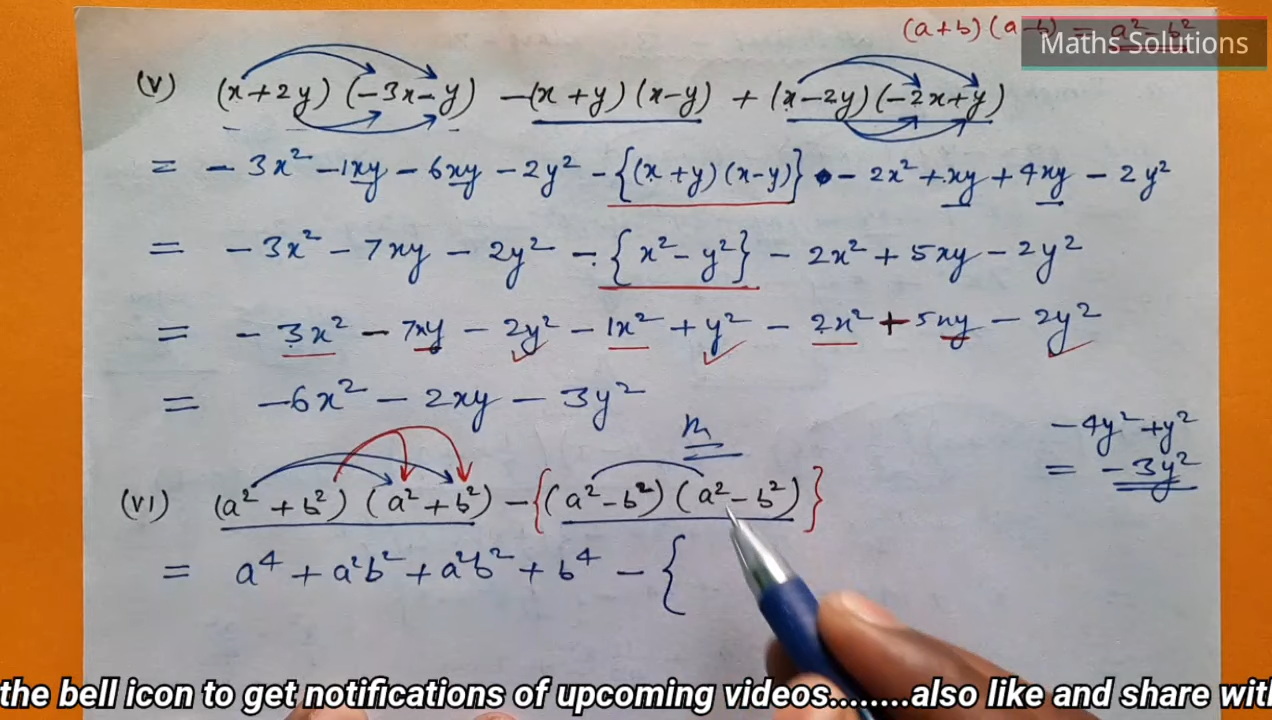 (a+b)(a-b) = a²-b²
Maths Solutions
(v) (x+2y)(-3x-y) -(x+y)(x-y) + (x-2y)(-2x+y)
= -3x² -1xy - 6xy - 2y² -{(x+y)(x-y)} - 2x² + xy + 4xy - 2y²
= -3x² - 7xy - 2y² - {x² - y²} - 2x² + 5xy - 2y²
= -3x² - 7xy - 2y² - 1x² + y² - 2x² + 5xy - 2y²
= -6x² - 2xy - 3y²
-4y² + y²
= -3y²
(vi) (a² + b²)(a² + b²) - {(a² - b²)(a² - b²)}
= a⁴ + a²b² + a²b² + b⁴ - {
the bell icon to get notifications of upcoming videos........also like and share with